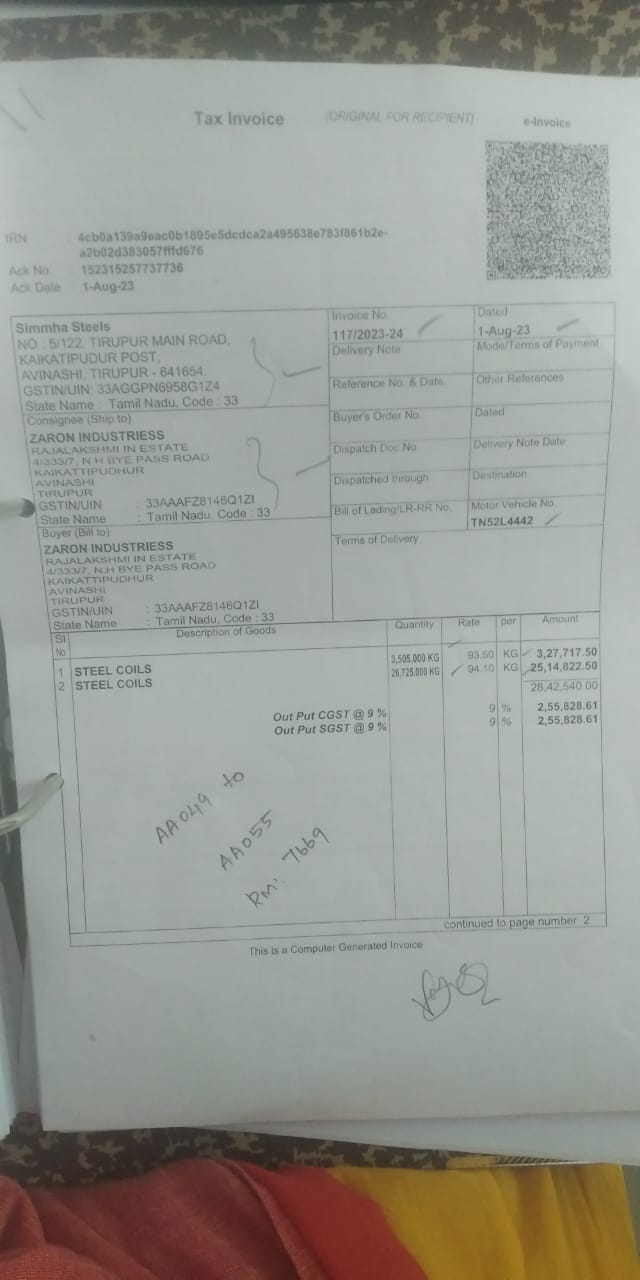 Tax Invoice (ORIGINAL FOR RECIPIENT) e-Invoice
IRN : 4cb0a139a9eac0b1895e5dcdca2a495638e783f861b2e-
a2b02d383057fffd676
Ack No. : 152315257737736
Ack Date : 1-Aug-23
Simmha Steels
NO : 5/122, TIRUPUR MAIN ROAD,
KAIKATIPUDUR POST,
AVINASHI, TIRUPUR - 641654.
GSTIN/UIN: 33AGGPN6958G1Z4
State Name : Tamil Nadu, Code : 33
Invoice No. Dated
117/2023-24 1-Aug-23
Delivery Note Mode/Terms of Payment
Reference No. & Date. Other References
Consignee (Ship to)
ZARON INDUSTRIESS
RAJALAKSHMI IN ESTATE
4/333/7, N.H BYE PASS ROAD
KAIKATTIPUDHUR
AVINASHI
TIRUPUR
GSTIN/UIN : 33AAAFZ8146Q1ZI
State Name : Tamil Nadu, Code : 33
Buyer's Order No. Dated
Dispatch Doc No. Delivery Note Date
Dispatched through Destination
Bill of Lading/LR-RR No. Motor Vehicle No.
TN52L4442
Buyer (Bill to)
ZARON INDUSTRIESS
RAJALAKSHMI IN ESTATE
4/333/7, N.H BYE PASS ROAD
KAIKATTIPUDHUR
AVINASHI
TIRUPUR
GSTIN/UIN : 33AAAFZ8146Q1ZI
State Name : Tamil Nadu, Code : 33
Terms of Delivery
Sl No. Description of Goods Quantity Rate per Amount
1 STEEL COILS 3,505.000 KG 93.50 KG 3,27,717.50
2 STEEL COILS 26,725.000 KG 94.10 KG 25,14,822.50
28,42,540.00
Out Put CGST @ 9 % 9 % 2,55,828.61
Out Put SGST @ 9 % 9 % 2,55,828.61
AA049 to
AA055
RM: 7669
continued to page number 2
This is a Computer Generated Invoice